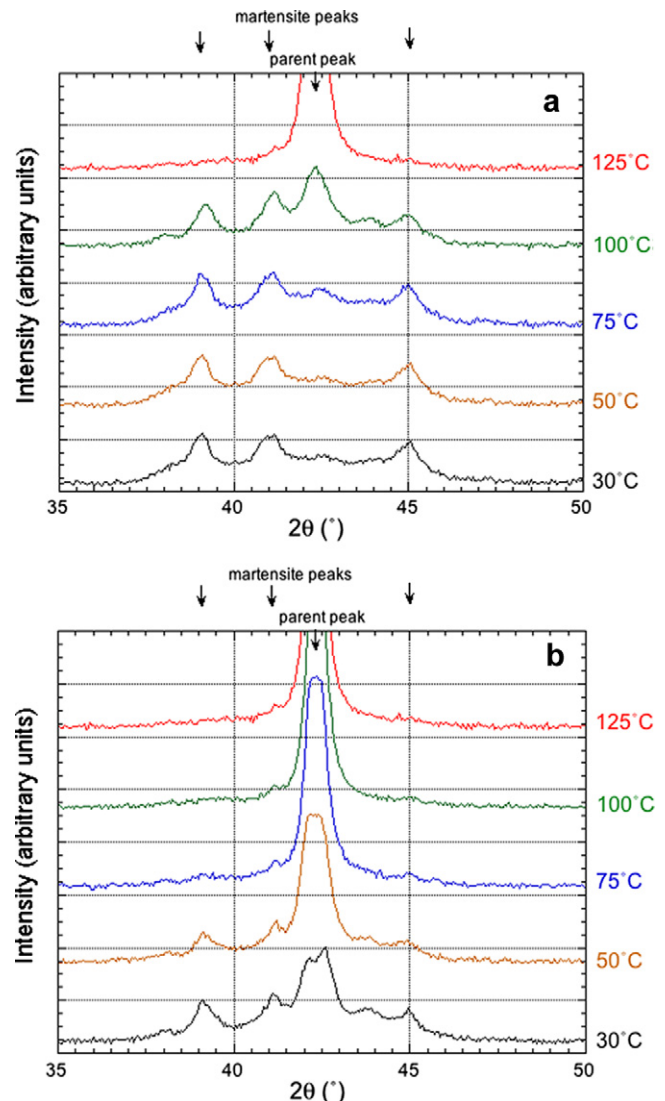 martensite peaks
parent peak
a
125˚C
100˚C
75˚C
50˚C
30˚C
Intensity (arbitrary units)
35 40 45 50
2θ (˚)
martensite peaks
parent peak
b
125˚C
100˚C
75˚C
50˚C
30˚C
Intensity (arbitrary units)
35 40 45 50
2θ (˚)